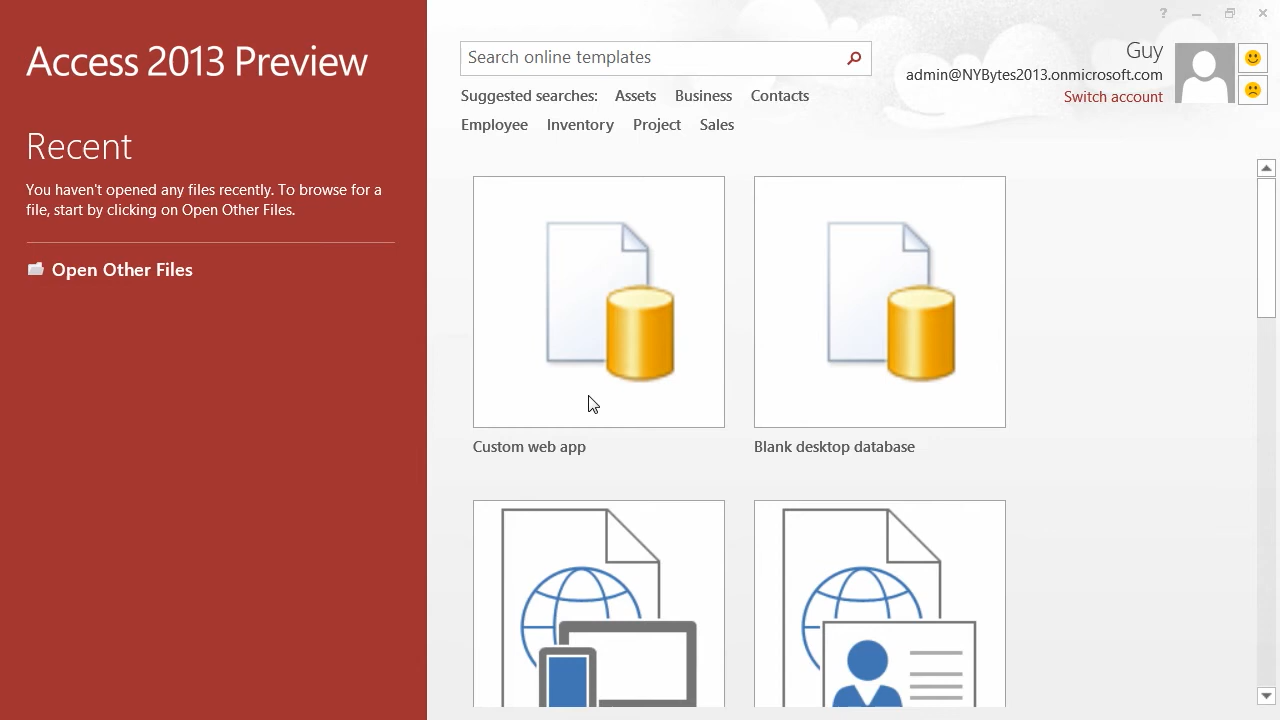 Access 2013 Preview
Recent
You haven't opened any files recently. To browse for a
file, start by clicking on Open Other Files.
Open Other Files
Search online templates
Suggested searches: Assets Business Contacts
Employee Inventory Project Sales
?
Guy
admin@NYBytes2013.onmicrosoft.com
Switch account
Custom web app
Blank desktop database